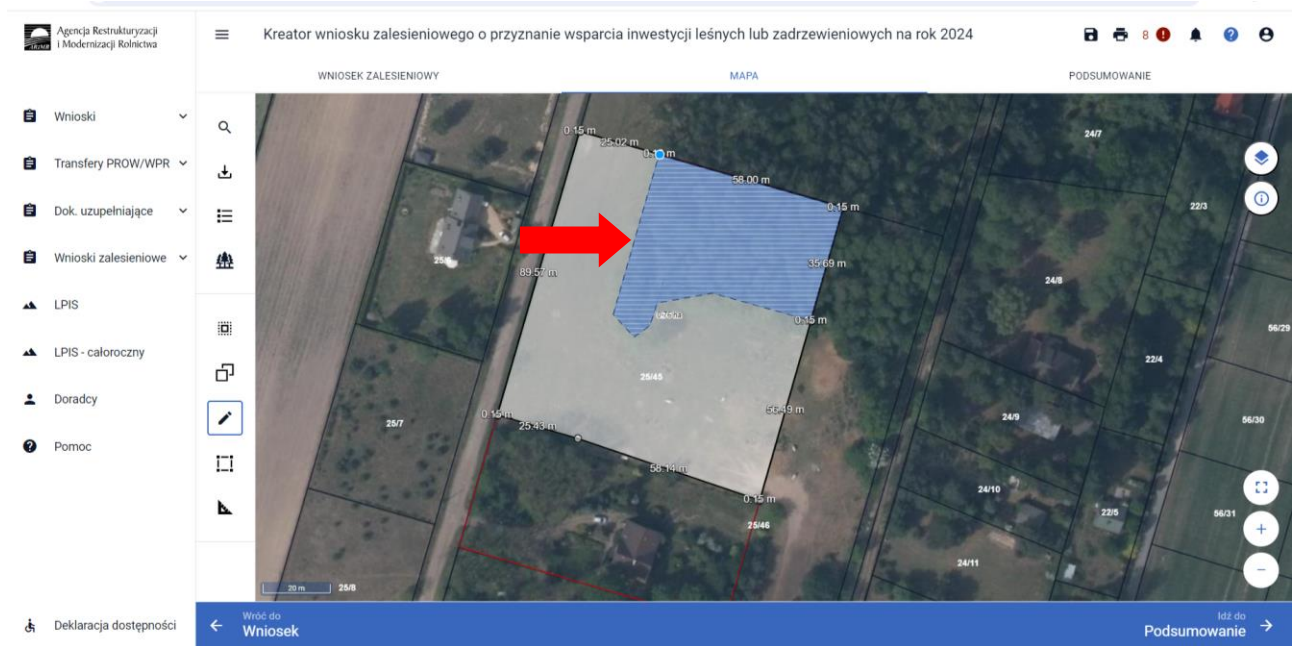 Agencja Restrukturyzacji
i Modernizacji Rolnictwa
Kreator wniosku zalesieniowego o przyznanie wsparcia inwestycji leśnych lub zadrzewieniowych na rok 2024
8
WNIOSEK ZALESIENIOWY
MAPA
PODSUMOWANIE
Wnioski
Transfery PROW/WPR
Dok. uzupełniające
Wnioski zalesieniowe
LPIS
LPIS - całoroczny
Doradcy
Pomoc
Deklaracja dostępności
0.15 m
25.02 m
58.00 m
0.15 m
24/7
22/3
25/6
89.57 m
35.69 m
24/8
0.15 m
56/29
22/4
25/45
0.15 m
25.43 m
25/7
56.49 m
24/9
56/30
58.14 m
0.15 m
24/10
25/46
22/5
56/31
24/11
20 m
25/8
Wróć do
Wniosek
Idź do
Podsumowanie